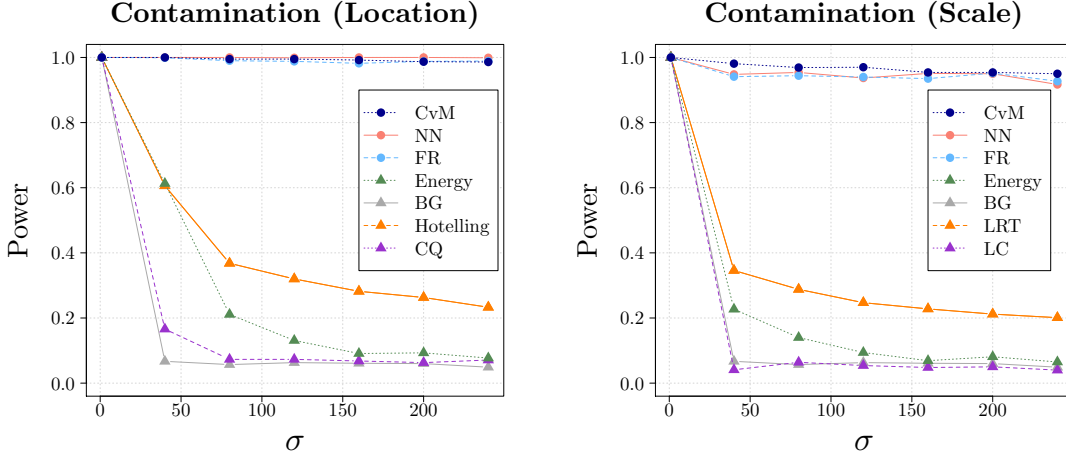 Contamination (Location)
Power
1.0
0.8
0.6
0.4
0.2
0.0
CvM
NN
FR
Energy
BG
Hotelling
CQ
0
50
100
150
200
σ
Contamination (Scale)
Power
1.0
0.8
0.6
0.4
0.2
0.0
CvM
NN
FR
Energy
BG
LRT
LC
0
50
100
150
200
σ